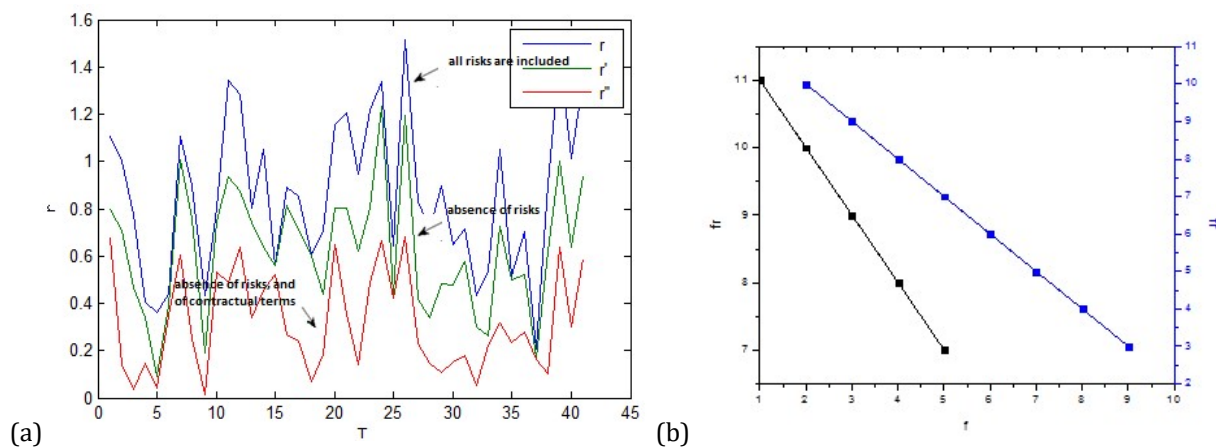 1.6
1.4
1.2
1
0.8
0.6
0.4
0.2
0
r
0 5 10 15 20 25 30 35 40 45
T
r
r'
r"
all risks are included
absence of risks
absence of risks, and
of contractual terms
(a)
11
10
9
8
7
fr
1 2 3 4 5 6 7 8 9 10
f
11
10
9
8
7
6
5
4
3
2
(b)